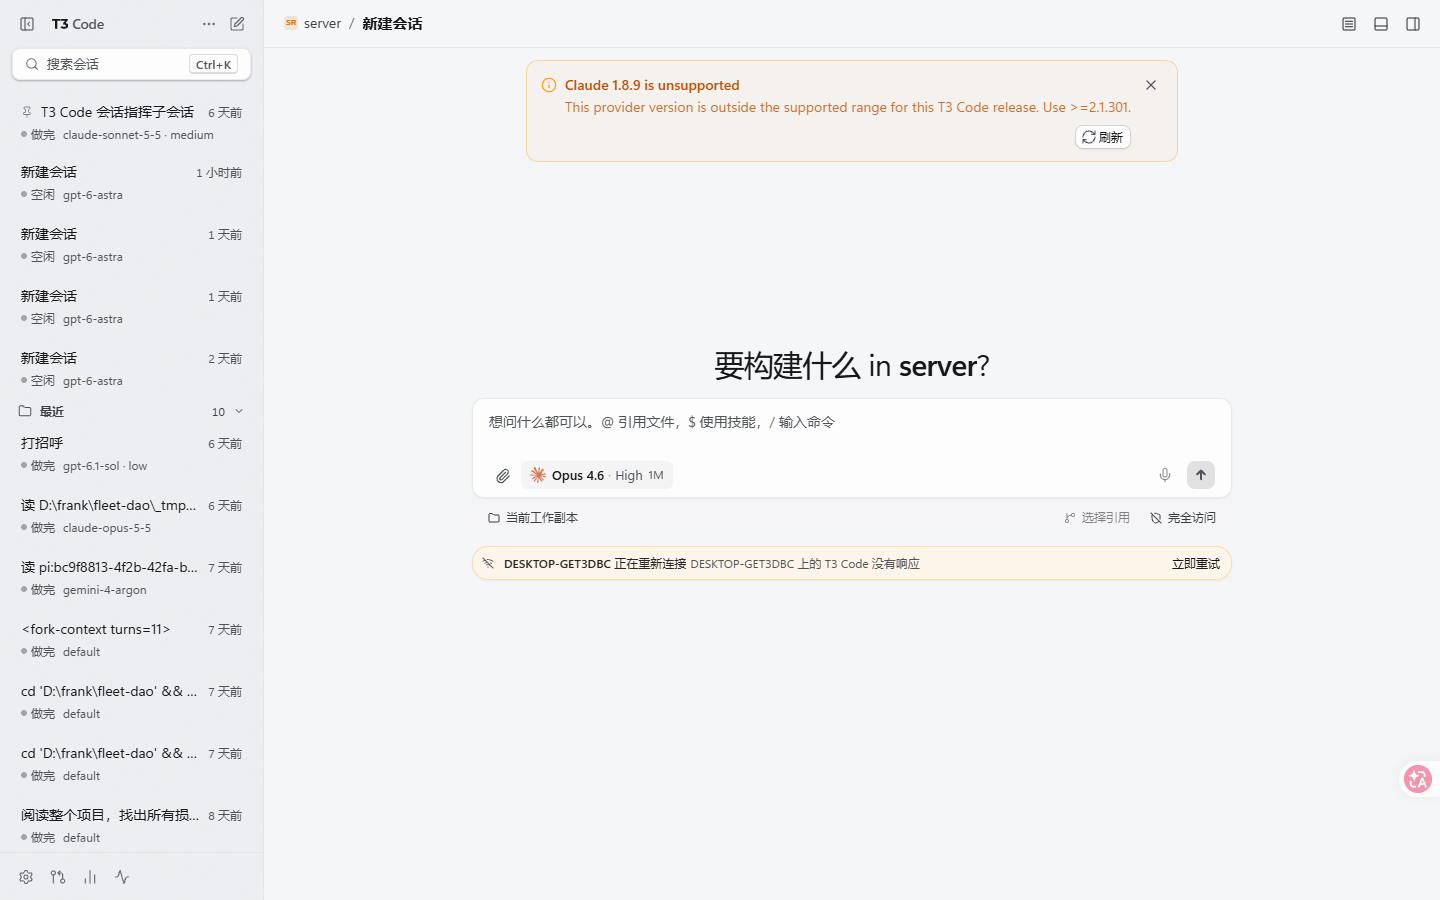 T3 Code
搜索会话 Ctrl+K
T3 Code 会话指挥子会话 6 天前
做完 claude-sonnet-5-5 · medium
新建会话 1 小时前
空闲 gpt-6-astra
新建会话 1 天前
空闲 gpt-6-astra
新建会话 1 天前
空闲 gpt-6-astra
新建会话 2 天前
空闲 gpt-6-astra
最近 10
打招呼 6 天前
做完 gpt-6.1-sol · low
读 D:\frank\fleet-dao\_tmp... 6 天前
做完 claude-opus-5-5
读 pi:bc9f8813-4f2b-42fa-b... 7 天前
做完 gemini-4-argon
<fork-context turns=11> 7 天前
做完 default
cd 'D:\frank\fleet-dao' && ... 7 天前
做完 default
cd 'D:\frank\fleet-dao' && ... 7 天前
做完 default
阅读整个项目，找出所有损... 8 天前
做完 default
SR server / 新建会话
Claude 1.8.9 is unsupported
This provider version is outside the supported range for this T3 Code release. Use >=2.1.301.
刷新
要构建什么 in server?
想问什么都可以。@ 引用文件，$ 使用技能，/ 输入命令
Opus 4.6 · High 1M
当前工作副本 选择引用 完全访问
DESKTOP-GET3DBC 正在重新连接 DESKTOP-GET3DBC 上的 T3 Code 没有响应 立即重试